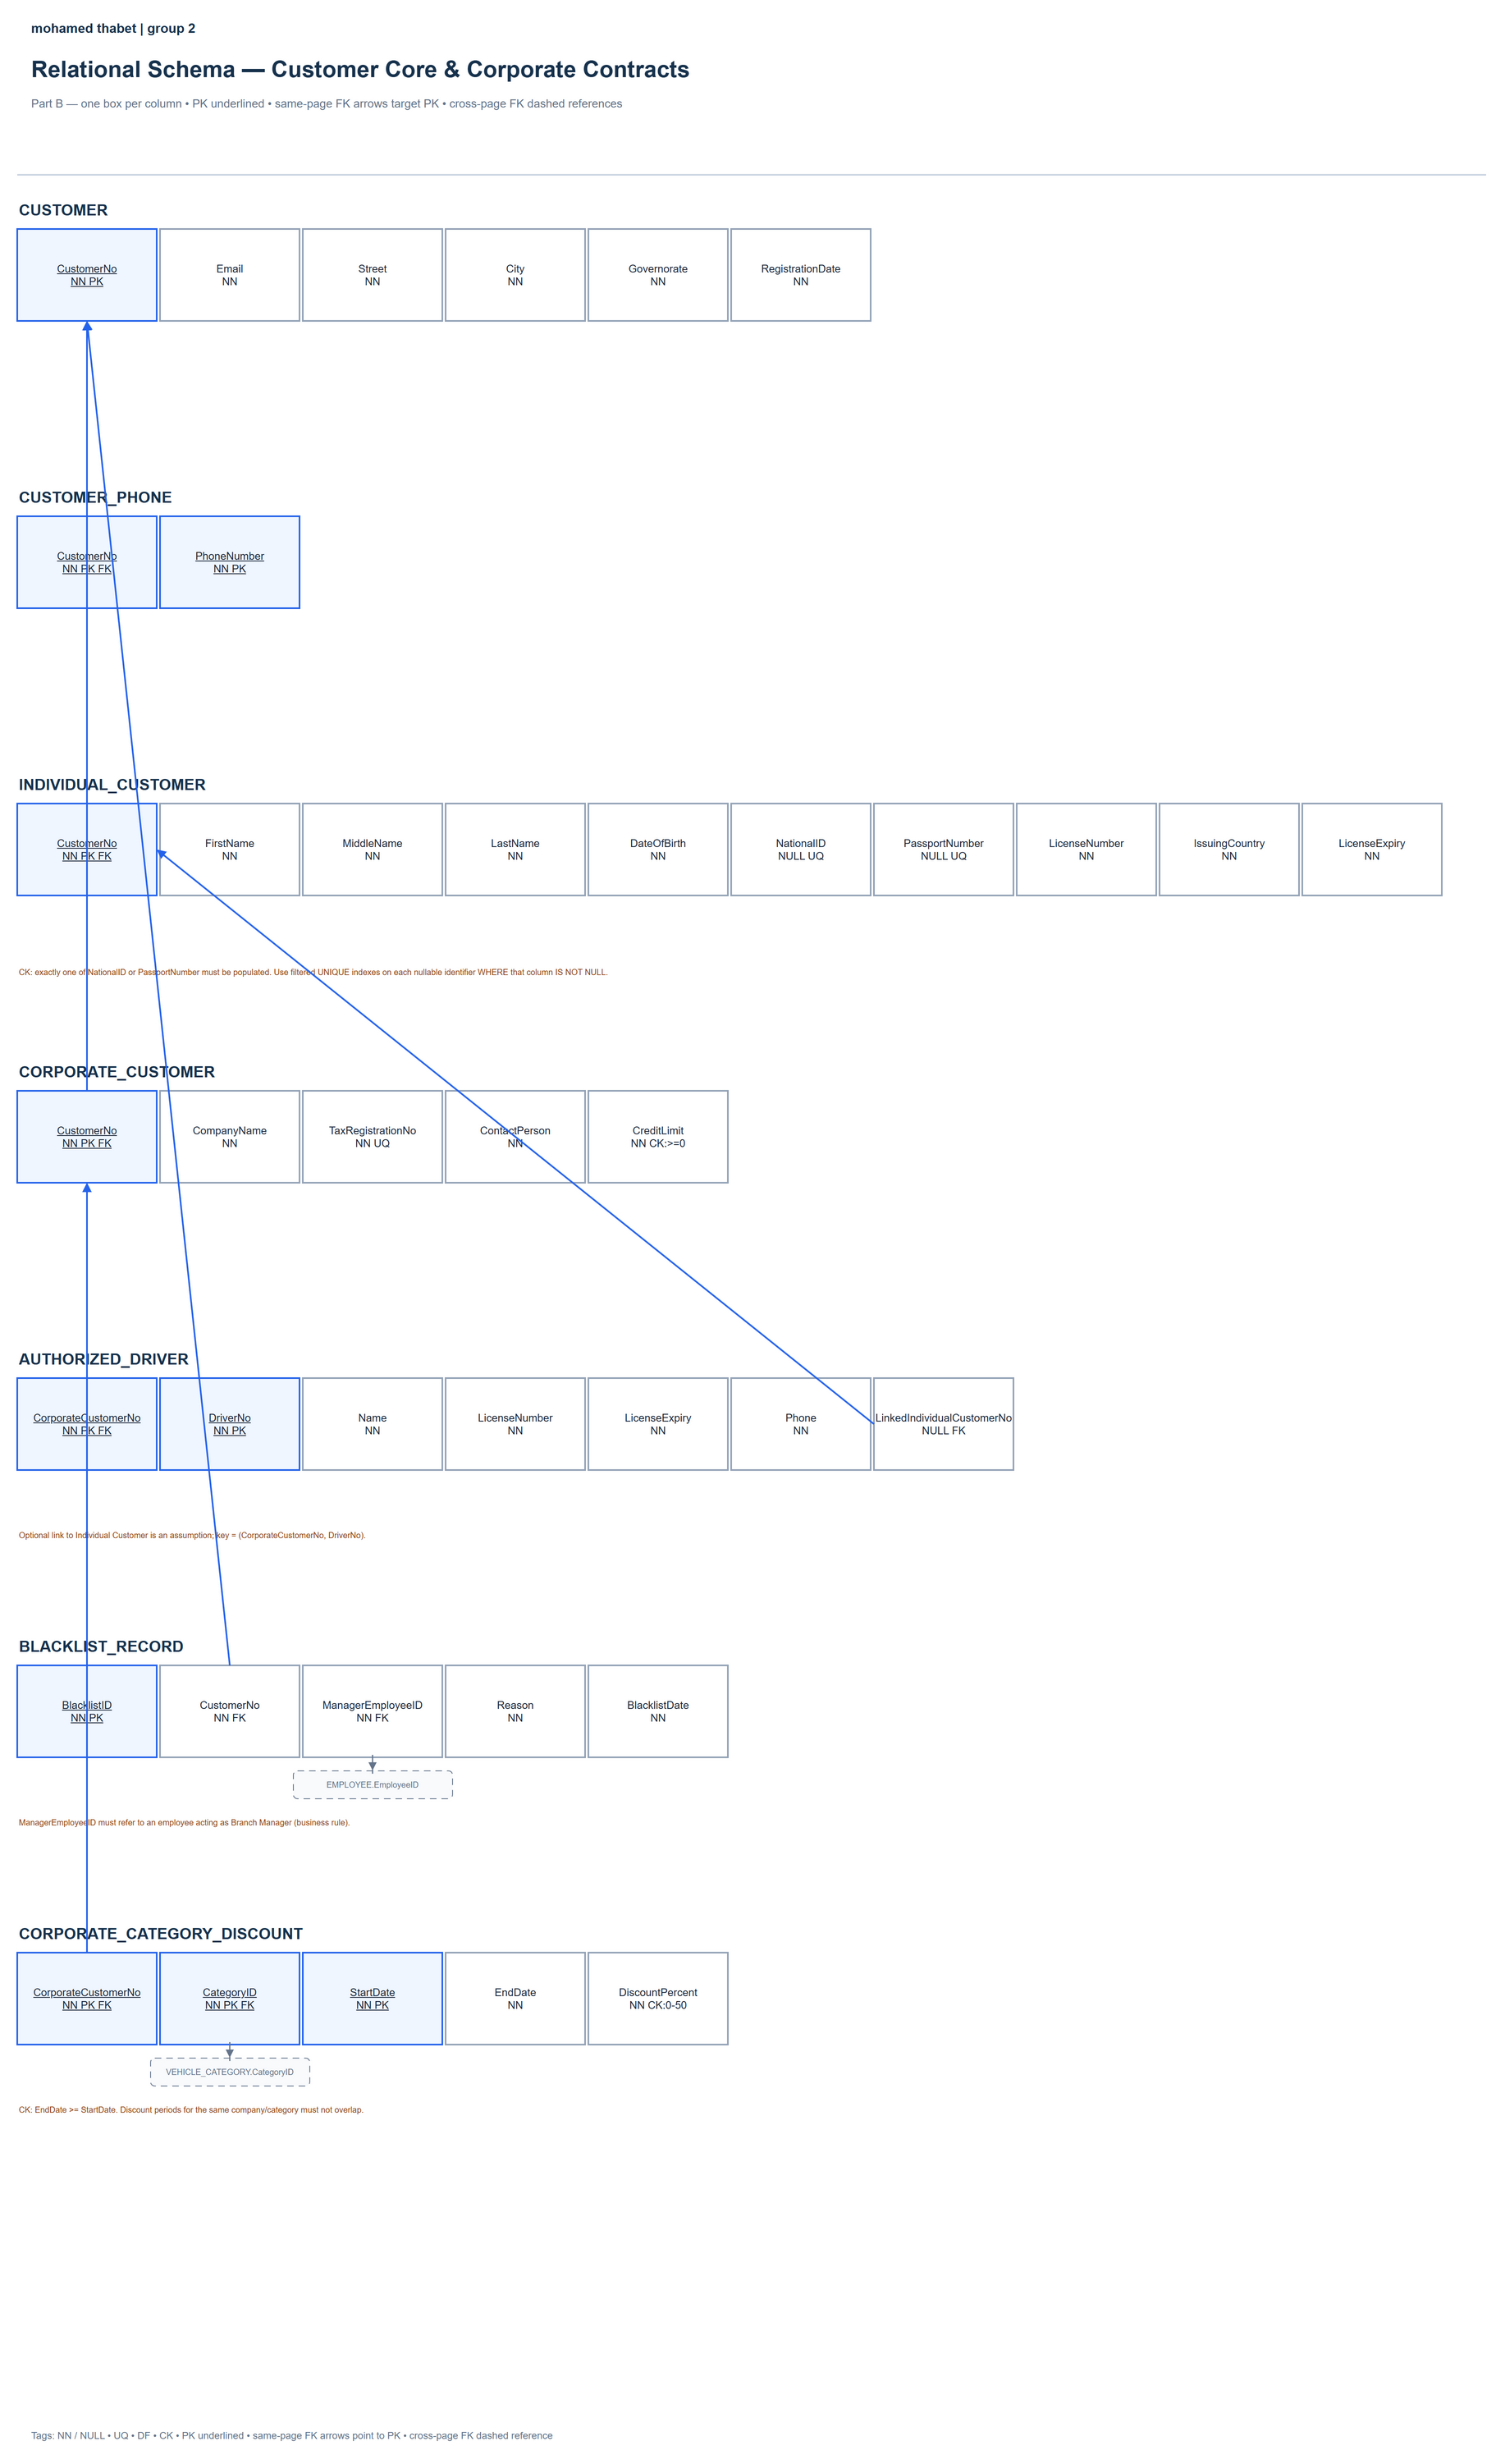 mohamed thabet | group 2
Relational Schema — Customer Core & Corporate Contracts
Part B — one box per column • PK underlined • same-page FK arrows target PK • cross-page FK dashed references
CUSTOMER
CustomerNo
NN PK
Email
NN
Street
NN
City
NN
Governorate
NN
RegistrationDate
NN
CUSTOMER_PHONE
CustomerNo
NN PK FK
PhoneNumber
NN PK
INDIVIDUAL_CUSTOMER
CustomerNo
NN PK FK
FirstName
NN
MiddleName
NN
LastName
NN
DateOfBirth
NN
NationalID
NULL UQ
PassportNumber
NULL UQ
LicenseNumber
NN
IssuingCountry
NN
LicenseExpiry
NN
CK: exactly one of NationalID or PassportNumber must be populated. Use filtered UNIQUE indexes on each nullable identifier WHERE that column IS NOT NULL.
CORPORATE_CUSTOMER
CustomerNo
NN PK FK
CompanyName
NN
TaxRegistrationNo
NN UQ
ContactPerson
NN
CreditLimit
NN CK:>=0
AUTHORIZED_DRIVER
CorporateCustomerNo
NN PK FK
DriverNo
NN PK
Name
NN
LicenseNumber
NN
LicenseExpiry
NN
Phone
NN
LinkedIndividualCustomerNo
NULL FK
Optional link to Individual Customer is an assumption; key = (CorporateCustomerNo, DriverNo).
BLACKLIST_RECORD
BlacklistID
NN PK
CustomerNo
NN FK
ManagerEmployeeID
NN FK
Reason
NN
BlacklistDate
NN
EMPLOYEE.EmployeeID
ManagerEmployeeID must refer to an employee acting as Branch Manager (business rule).
CORPORATE_CATEGORY_DISCOUNT
CorporateCustomerNo
NN PK FK
CategoryID
NN PK FK
StartDate
NN PK
EndDate
NN
DiscountPercent
NN CK:0-50
VEHICLE_CATEGORY.CategoryID
CK: EndDate >= StartDate. Discount periods for the same company/category must not overlap.
Tags: NN / NULL • UQ • DF • CK • PK underlined • same-page FK arrows point to PK • cross-page FK dashed reference